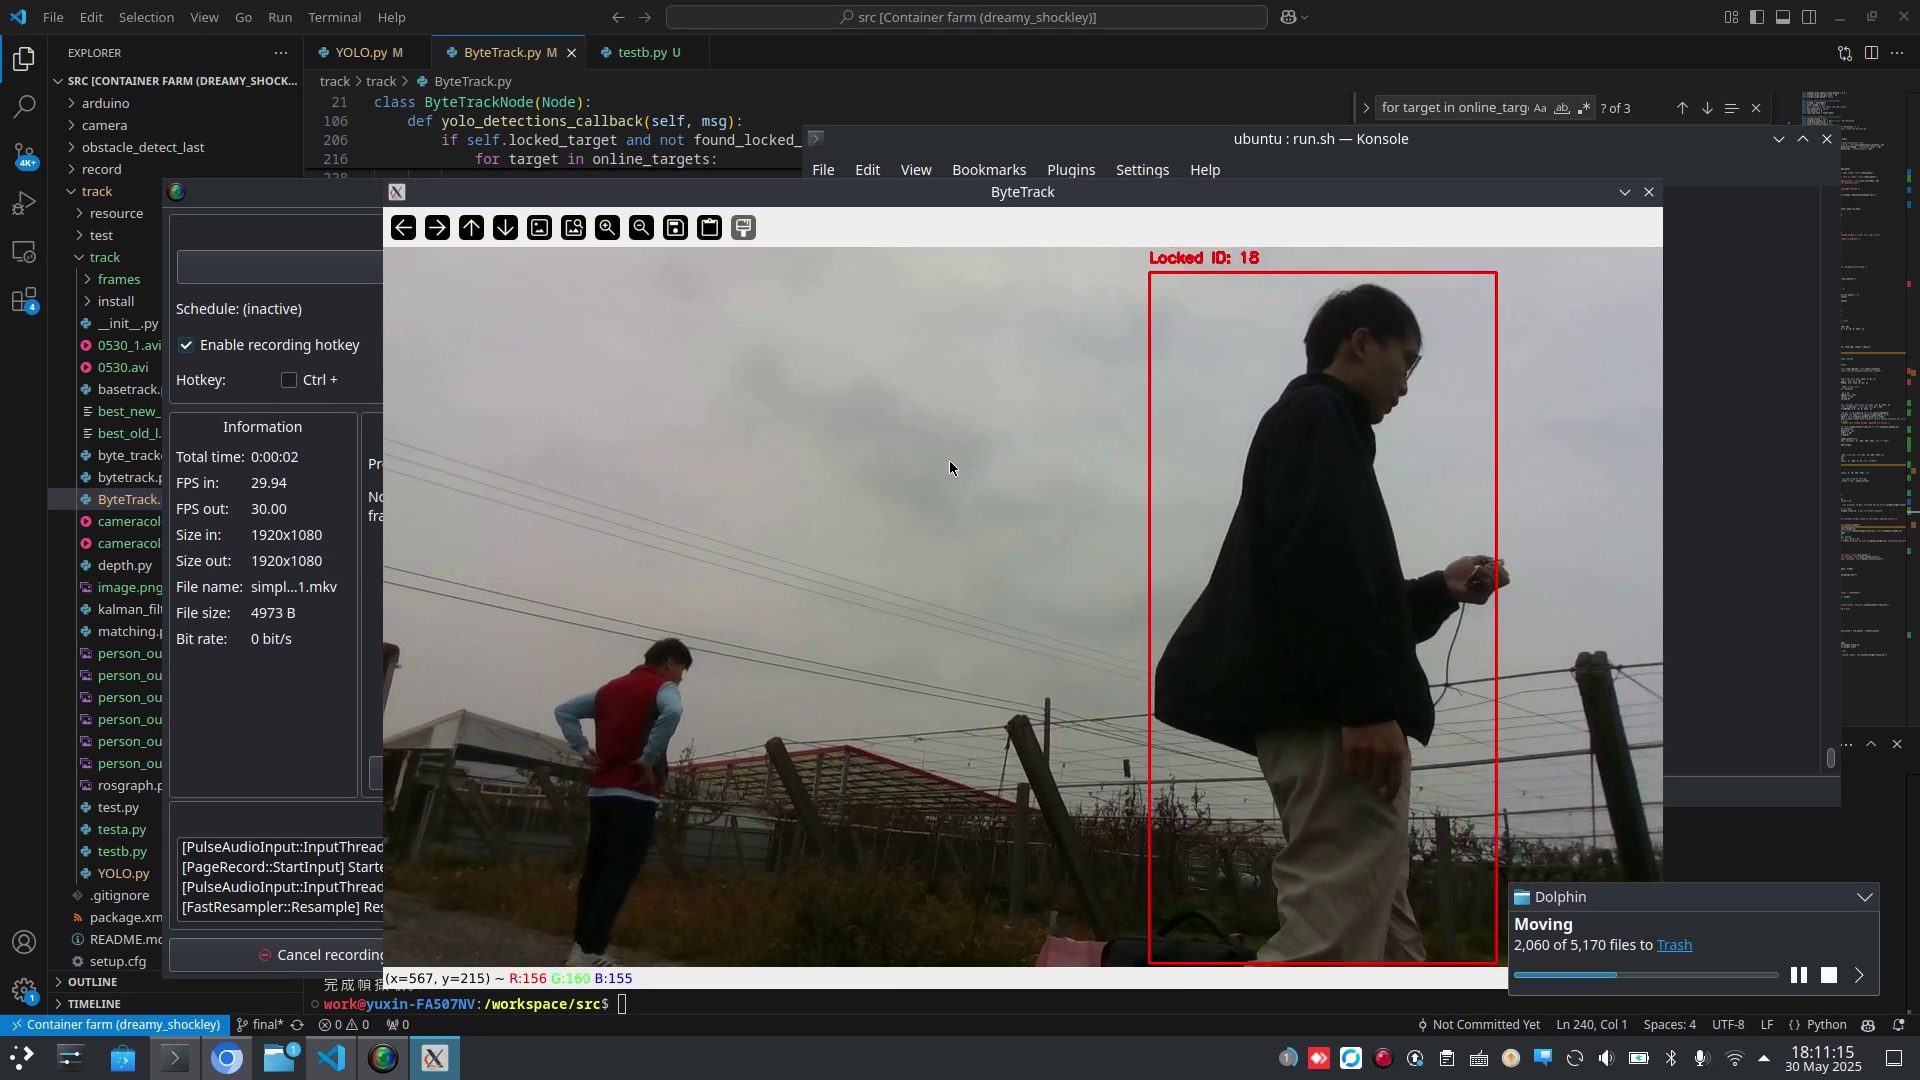 File Edit Selection View Go Run Terminal Help
src [Container farm (dreamy_shockley)]
EXPLORER
SRC [CONTAINER FARM (DREAMY_SHOCK...
arduino
camera
obstacle_detect_last
record
track
resource
test
track
frames
install
__init__.py
0530_1.avi
0530.avi
basetrack.
best_new_
best_old_l.
byte_track
bytetrack.p
ByteTrack.
cameracol
cameracol
depth.py
image.png
kalman_filt
matching.p
person_ou
person_ou
person_ou
person_ou
person_ou
person_ou
rosgraph.p
test.py
testa.py
testb.py
YOLO.py
.gitignore
package.xm
README.md
setup.cfg
OUTLINE
TIMELINE
4K+
4
1
YOLO.py M
ByteTrack.py M
testb.py U
track > track > ByteTrack.py
21 class ByteTrackNode(Node):
106 def yolo_detections_callback(self, msg):
206 if self.locked_target and not found_locked_
216 for target in online_targets:
for target in online_targ
Aa ab
? of 3
ubuntu : run.sh — Konsole
File Edit View Bookmarks Plugins Settings Help
ByteTrack
Schedule: (inactive)
Enable recording hotkey
Hotkey: Ctrl +
Information
Total time: 0:00:02
FPS in: 29.94
FPS out: 30.00
Size in: 1920x1080
Size out: 1920x1080
File name: simpl...1.mkv
File size: 4973 B
Bit rate: 0 bit/s
Pr
No
fra
[PulseAudioInput::InputThread
[PageRecord::StartInput] Starte
[PulseAudioInput::InputThread
[FastResampler::Resample] Res
Cancel recording
Locked ID: 18
(x=567, y=215) ~ R:156 G:160 B:155
work@yuxin-FA507NV:/workspace/src$
Dolphin
Moving
2,060 of 5,170 files to Trash
Container farm (dreamy_shockley)
final*
0 0
0
Not Committed Yet
Ln 240, Col 1
Spaces: 4
UTF-8
LF
{} Python
1
1
18:11:15
30 May 2025